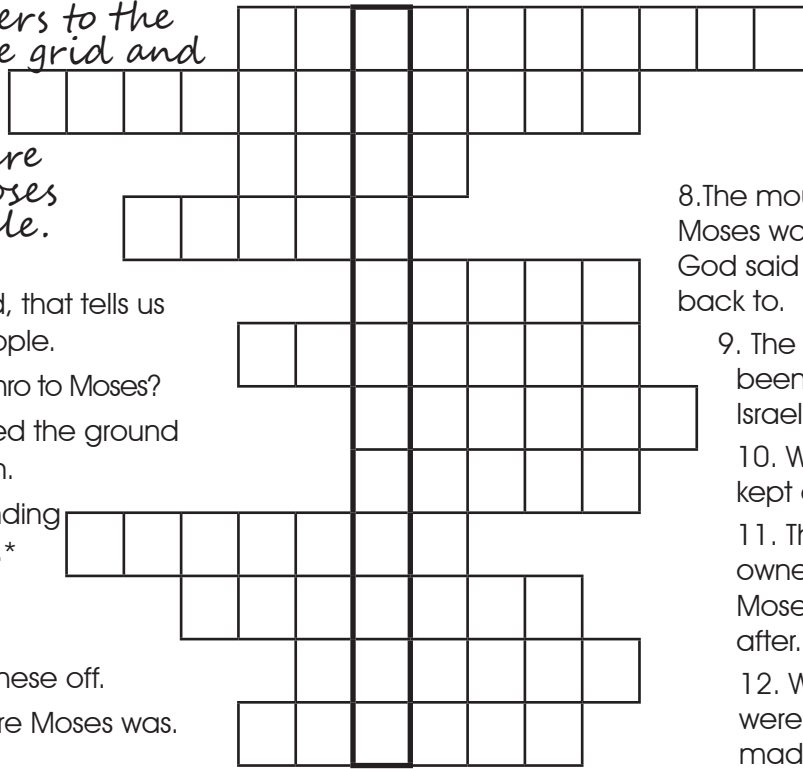 ers to the
e grid and
re
oses
le.
d, that tells us
ople.
hro to Moses?
ed the ground
n.
nding
.*
hese off.
re Moses was.
8.The mou
Moses wa
God said
back to.
9. The
been
Israel
10. W
kept
11. Th
owne
Mose
after.
12. W
were
mad